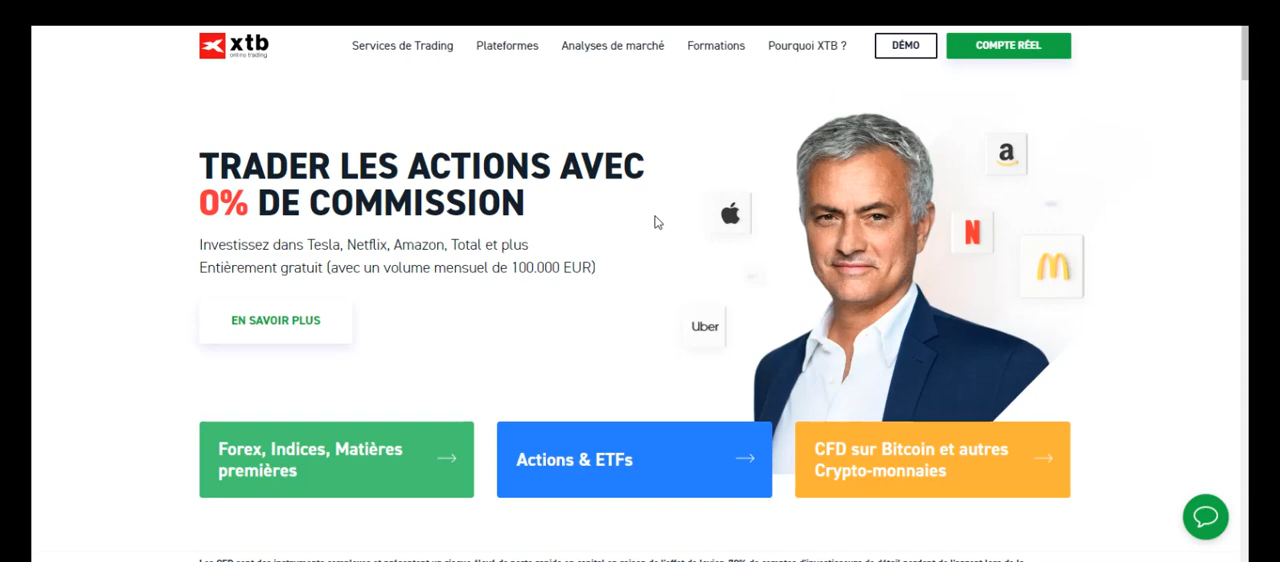 xtb
online trading
Services de Trading
Plateformes
Analyses de marché
Formations
Pourquoi XTB ?
DÉMO
COMPTE RÉEL
TRADER LES ACTIONS AVEC
0% DE COMMISSION
Investissez dans Tesla, Netflix, Amazon, Total et plus
Entièrement gratuit (avec un volume mensuel de 100.000 EUR)
EN SAVOIR PLUS
a
N
Uber
Forex, Indices, Matières
premières
Actions & ETFs
CFD sur Bitcoin et autres
Crypto-monnaies